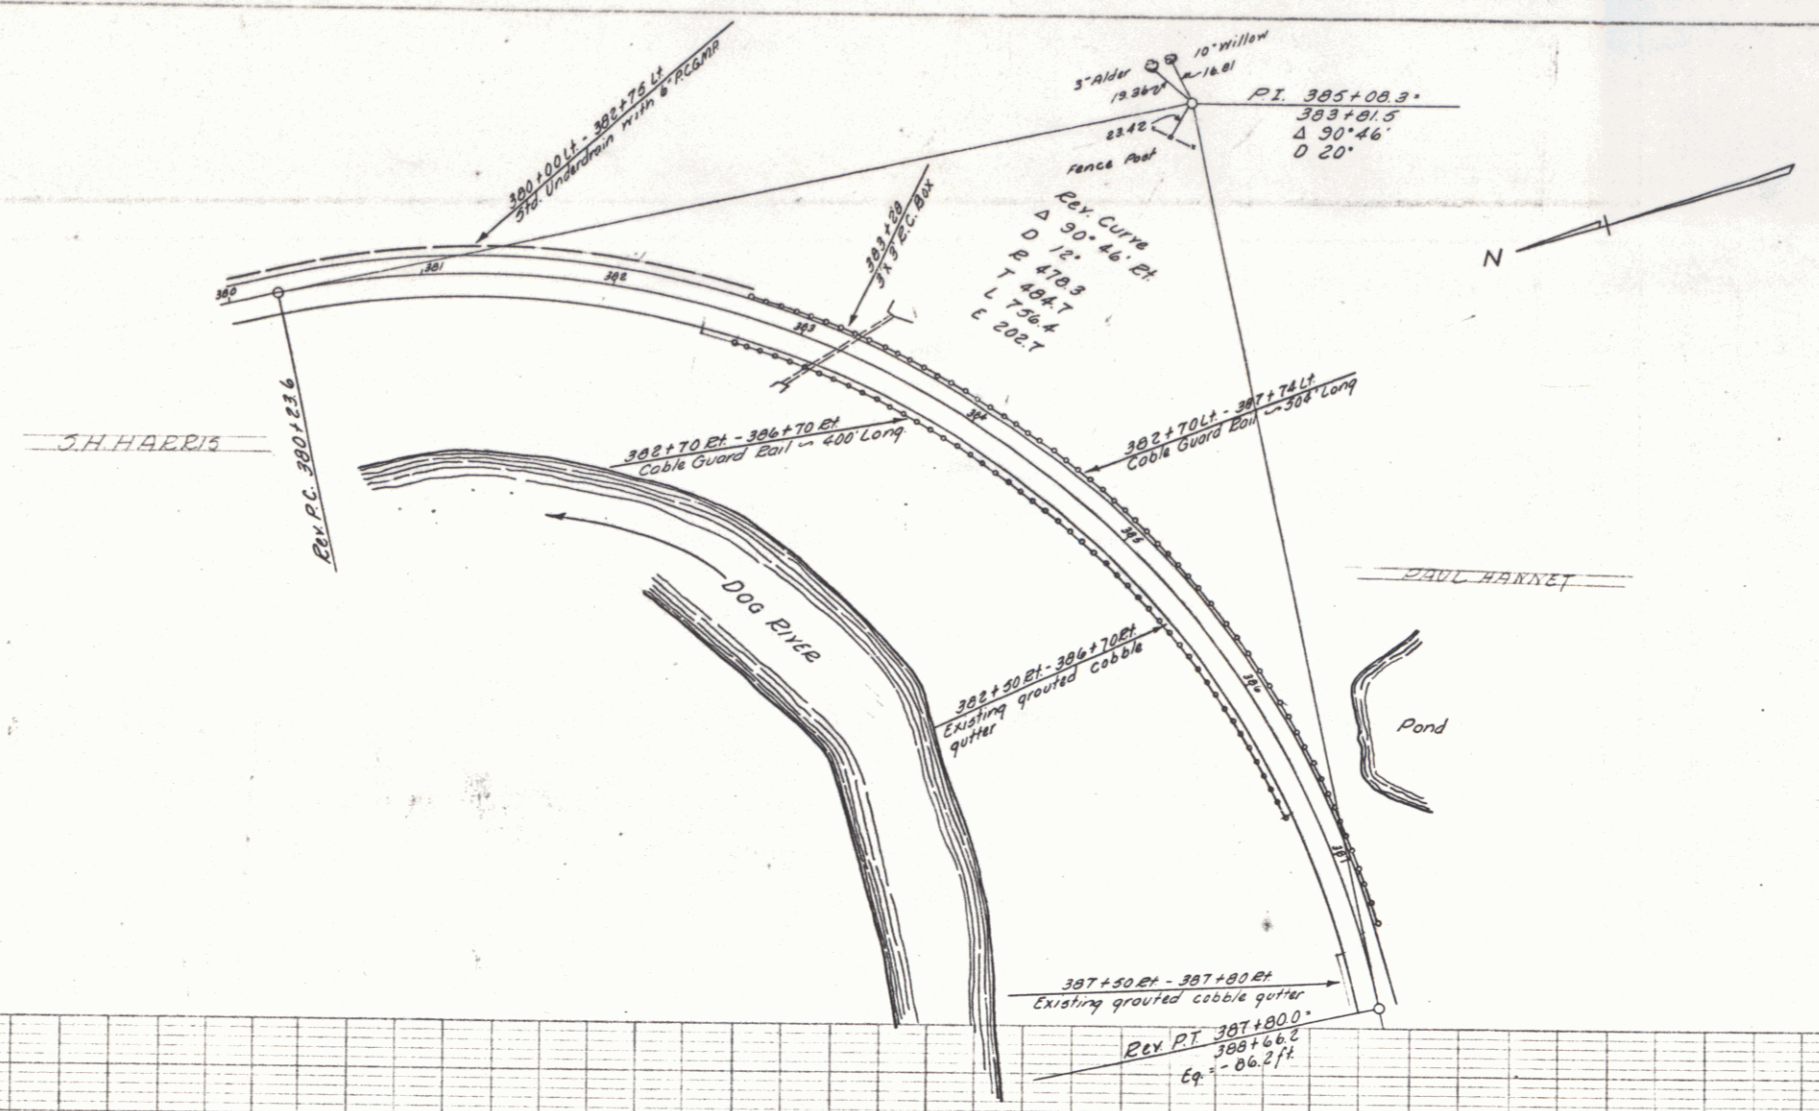 380+00 Lt. - 382+75 Lt.
Std. Underdrain with 6" P.C.G.M.P.
10" Willow
16.81
3" Alder
19.36
23.42
Fence Post
P.I. 385+08.3 =
383+81.5
Δ 90°46'
D 20°
N
Rev. Curve
Δ 90°46' Rt.
D 12°
R 478.3
T 484.7
L 756.4
E 202.7
383+28
3'x3' R.C. Box
380
381
382
383
384
385
386
387
Rev. P.C. 380+23.6
S.H. HARRIS
382+70 Rt. - 386+70 Rt.
Cable Guard Rail ~ 400' Long
382+70 Lt. - 387+74 Lt.
Cable Guard Rail ~ 504' Long
DOG RIVER
PAUL HANNET
382+50 Rt. - 386+70 Rt.
Existing grouted cobble
gutter
Pond
387+50 Rt. - 387+80 Rt.
Existing grouted cobble gutter
Rev. P.T. 387+80.0 =
388+66.2
Eq. = - 86.2 ft.